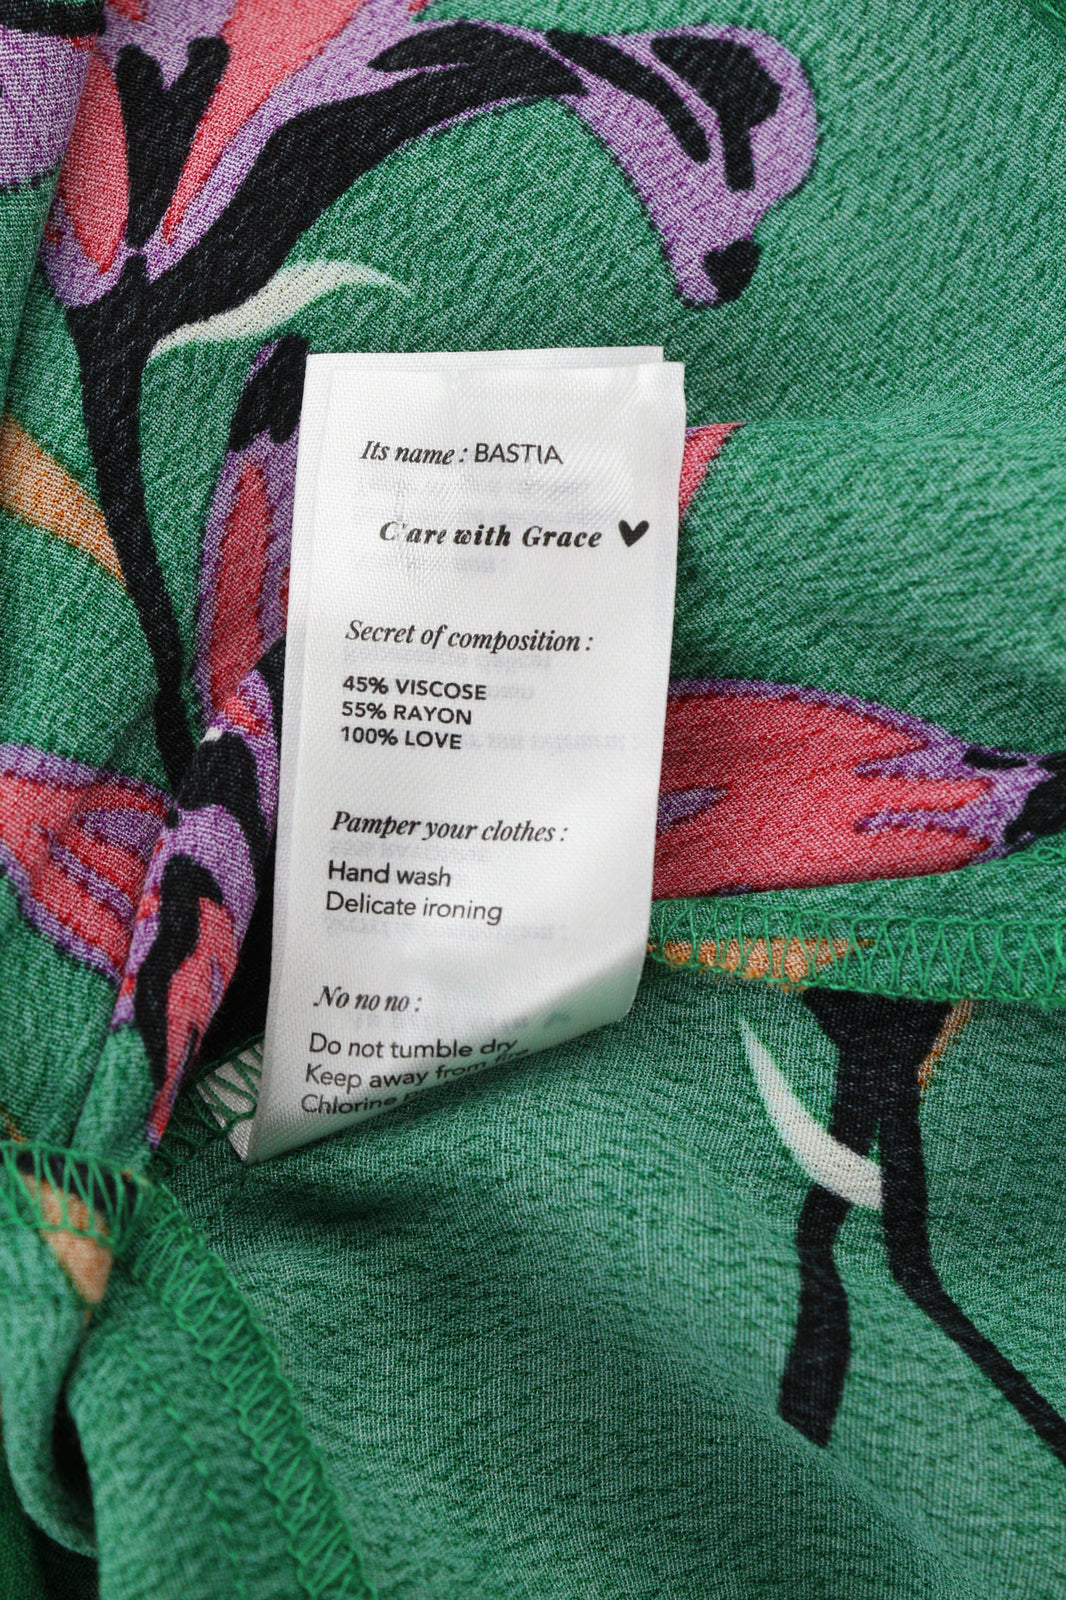 Its name : BASTIA
Care with Grace ♥
Secret of composition :
45% VISCOSE
55% RAYON
100% LOVE
Pamper your clothes :
Hand wash
Delicate ironing
No no no :
Do not tumble dry
Keep away from fire
Chlorine